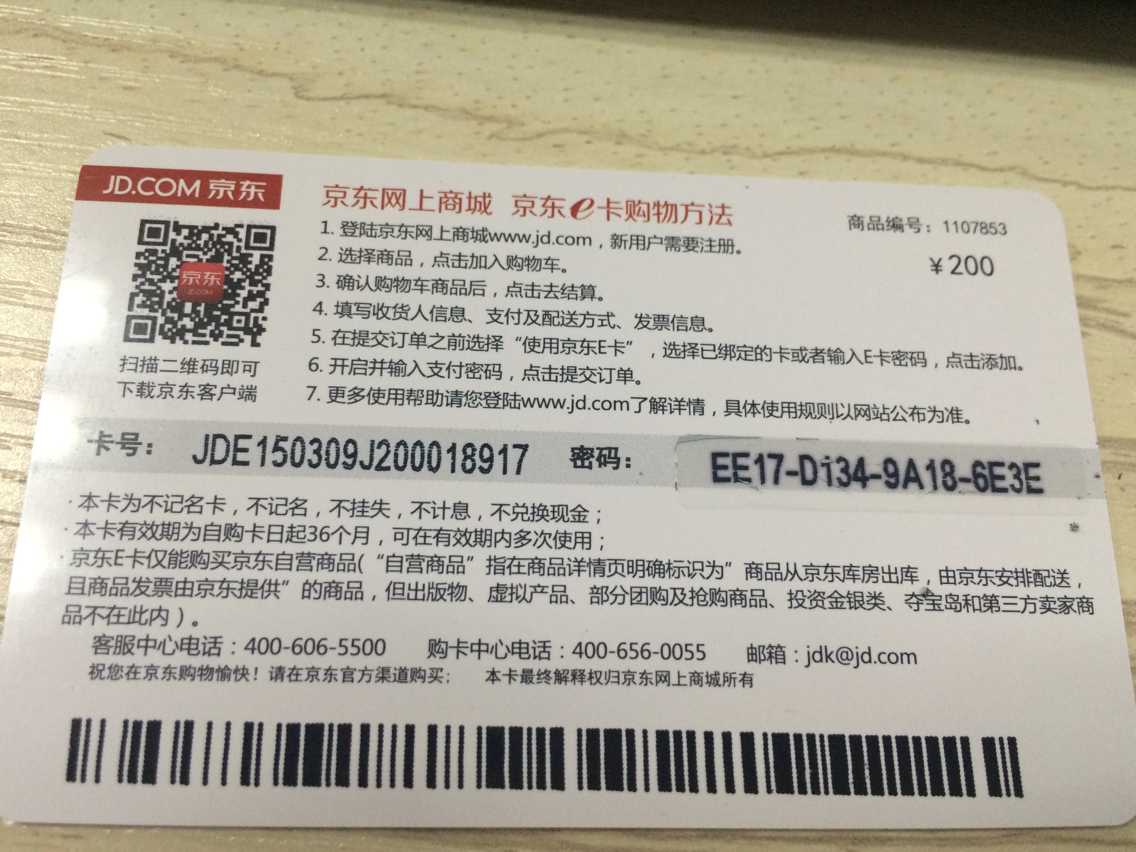 JD.COM 京东
京东网上商城 京东e卡购物方法
商品编号：1107853
¥200
1. 登陆京东网上商城www.jd.com，新用户需要注册。
2. 选择商品，点击加入购物车。
3. 确认购物车商品后，点击去结算。
4. 填写收货人信息、支付及配送方式、发票信息。
5. 在提交订单之前选择“使用京东E卡”，选择已绑定的卡或者输入E卡密码，点击添加。
6. 开启并输入支付密码，点击提交订单。
7. 更多使用帮助请您登陆www.jd.com了解详情，具体使用规则以网站公布为准。
京东
JD.COM
扫描二维码即可
下载京东客户端
卡号： JDE150309J200018917 密码： EE17-Di34-9A18-6E3E
·本卡为不记名卡，不记名，不挂失，不计息，不兑换现金；
·本卡有效期为自购卡日起36个月，可在有效期内多次使用；
·京东E卡仅能购买京东自营商品(“自营商品”指在商品详情页明确标识为”商品从京东库房出库，由京东安排配送，
且商品发票由京东提供”的商品，但出版物、虚拟产品、部分团购及抢购商品、投资金银类、夺宝岛和第三方卖家商
品不在此内）。
客服中心电话：400-606-5500 购卡中心电话：400-656-0055 邮箱：jdk@jd.com
祝您在京东购物愉快！请在京东官方渠道购买； 本卡最终解释权归京东网上商城所有